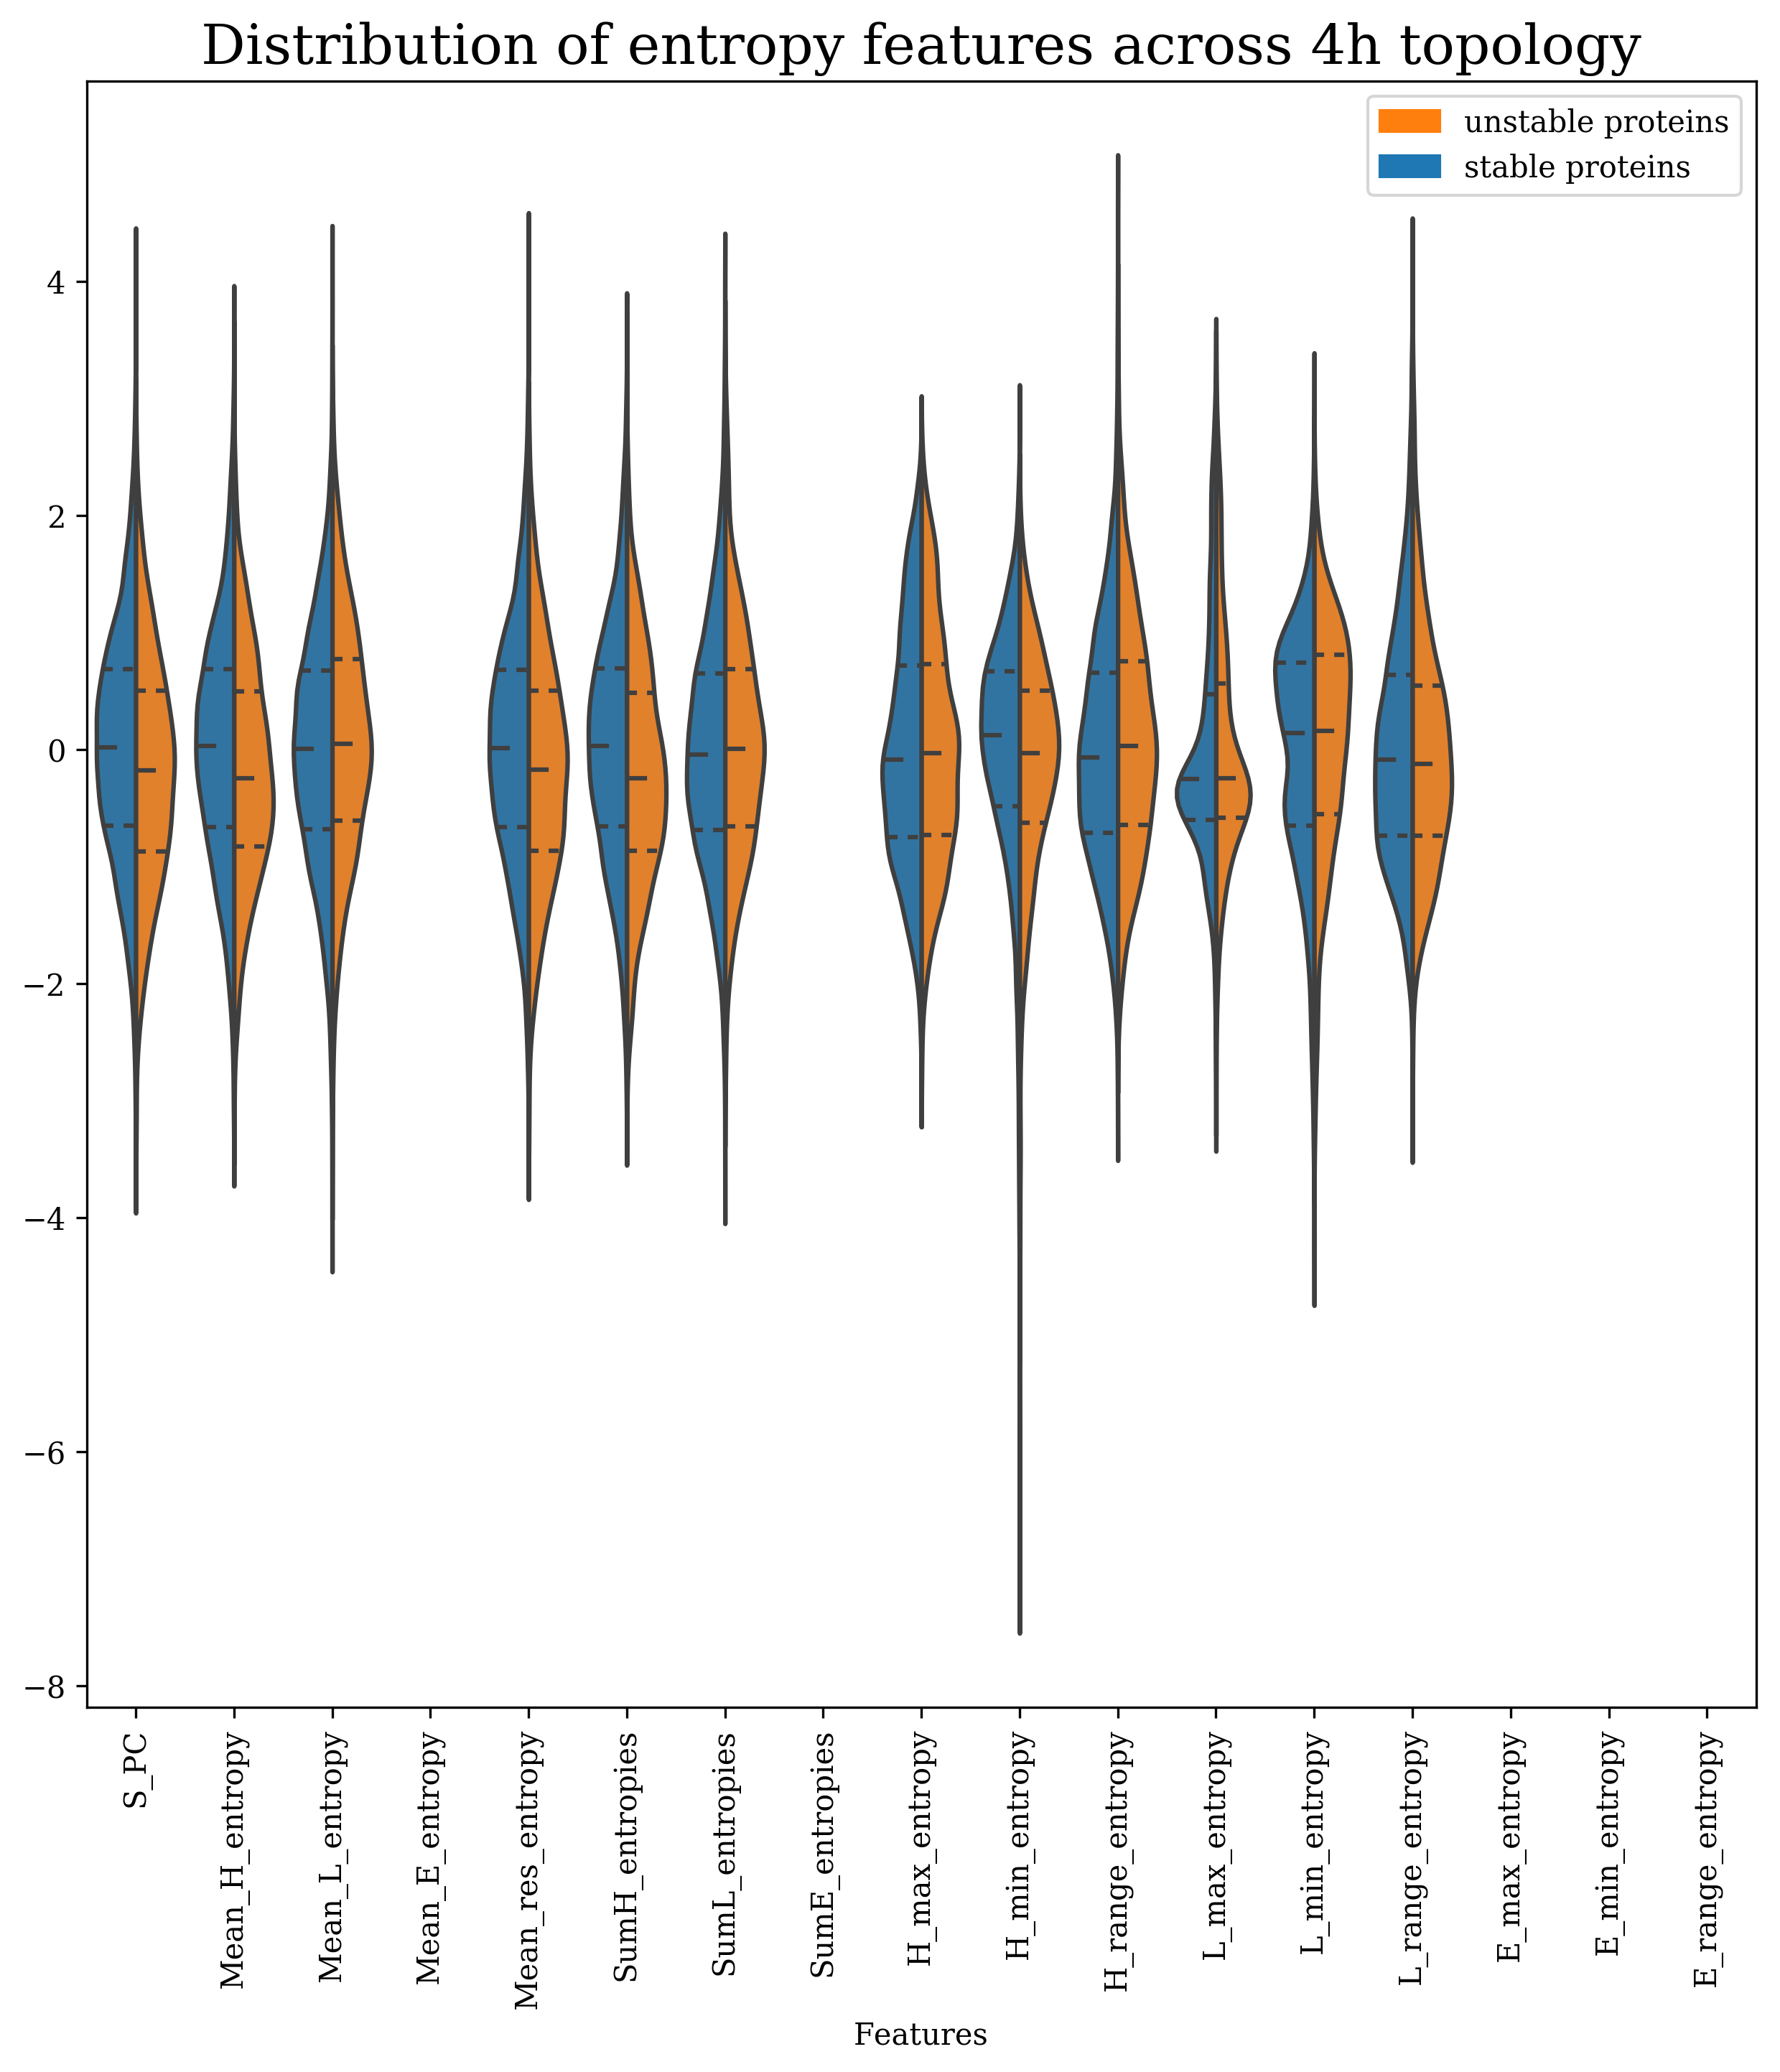 Distribution of entropy features across 4h topology
unstable proteins
stable proteins
4
2
0
−2
−4
−6
−8
S_PC
Mean_H_entropy
Mean_L_entropy
Mean_E_entropy
Mean_res_entropy
SumH_entropies
SumL_entropies
SumE_entropies
H_max_entropy
H_min_entropy
H_range_entropy
L_max_entropy
L_min_entropy
L_range_entropy
E_max_entropy
E_min_entropy
E_range_entropy
Features